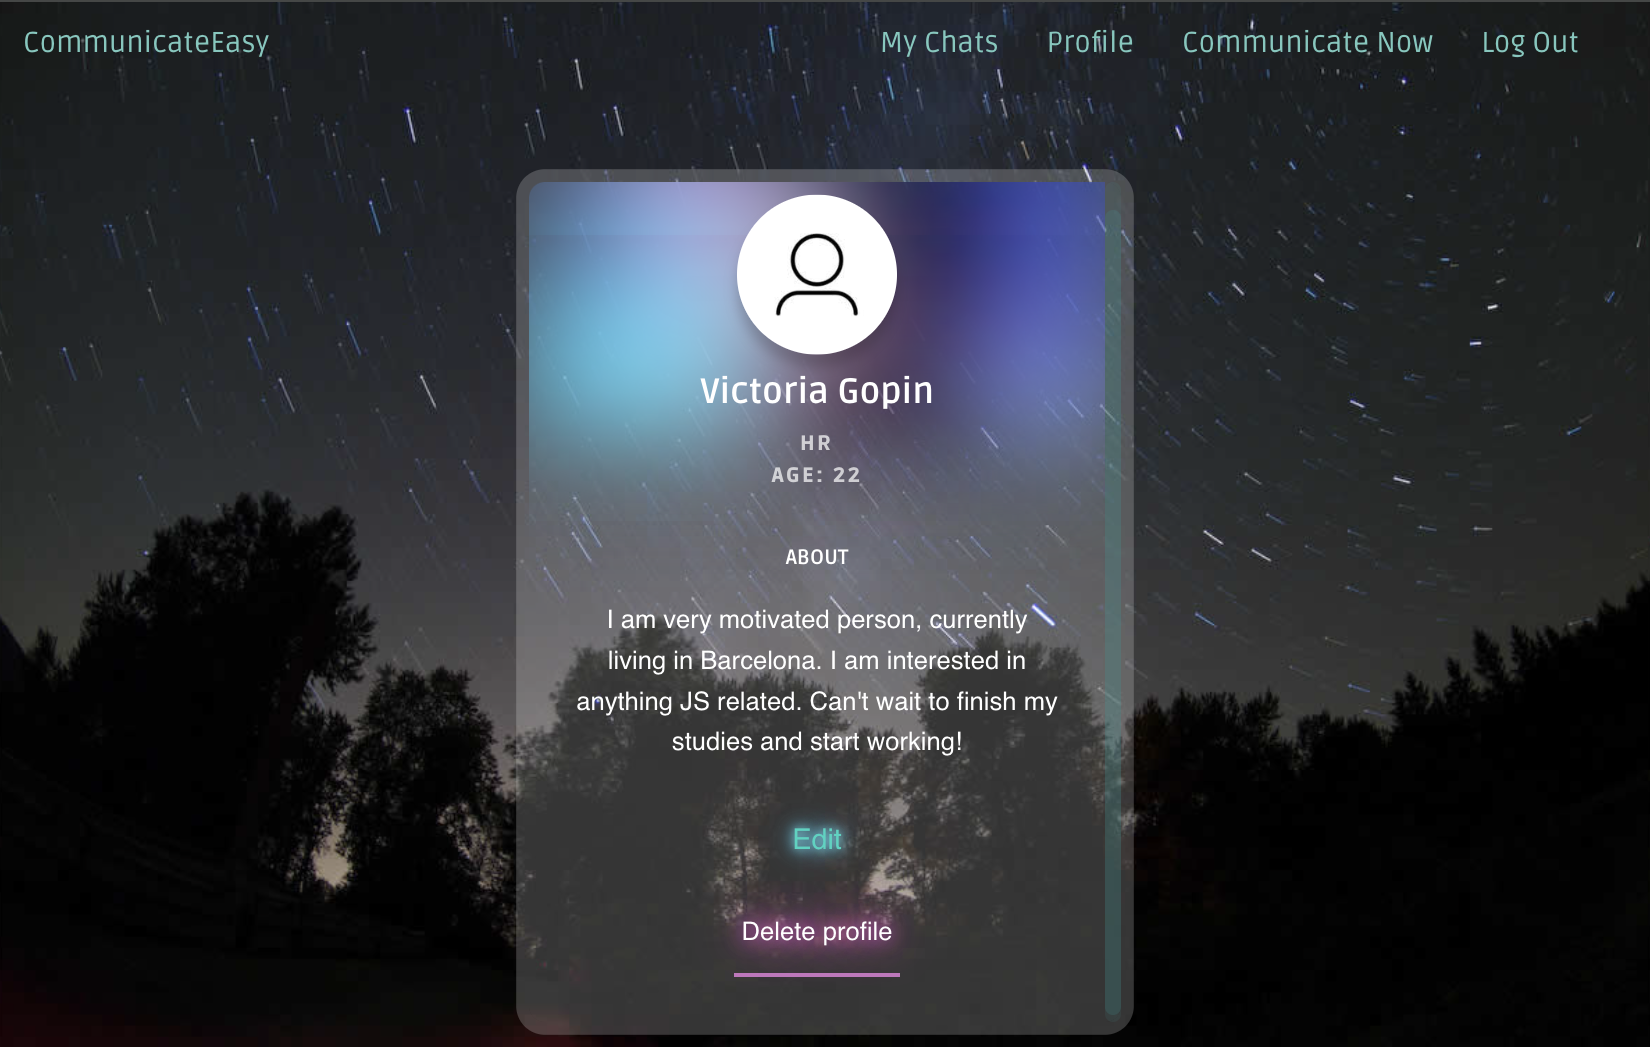 CommunicateEasy My Chats Profile Communicate Now Log Out
Victoria Gopin
HR
AGE: 22
ABOUT
I am very motivated person, currently
living in Barcelona. I am interested in
anything JS related. Can't wait to finish my
studies and start working!
Edit
Delete profile